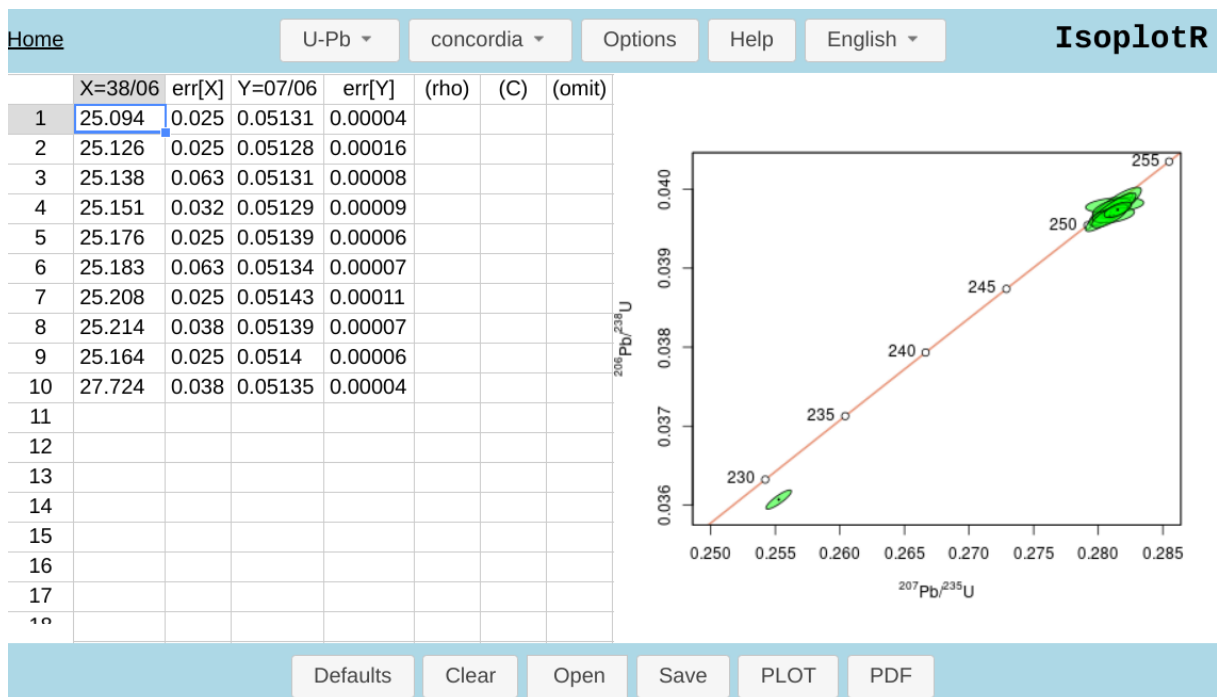 Home U-Pb concordia Options Help English IsoplotR
X=38/06 err[X] Y=07/06 err[Y] (rho) (C) (omit)
1 25.094 0.025 0.05131 0.00004
2 25.126 0.025 0.05128 0.00016
3 25.138 0.063 0.05131 0.00008
4 25.151 0.032 0.05129 0.00009
5 25.176 0.025 0.05139 0.00006
6 25.183 0.063 0.05134 0.00007
7 25.208 0.025 0.05143 0.00011
8 25.214 0.038 0.05139 0.00007
9 25.164 0.025 0.0514 0.00006
10 27.724 0.038 0.05135 0.00004
11
12
13
14
15
16
17
18
206Pb/238U
0.040
0.039
0.038
0.037
0.036
255
250
245
240
235
230
0.250 0.255 0.260 0.265 0.270 0.275 0.280 0.285
207Pb/235U
Defaults Clear Open Save PLOT PDF